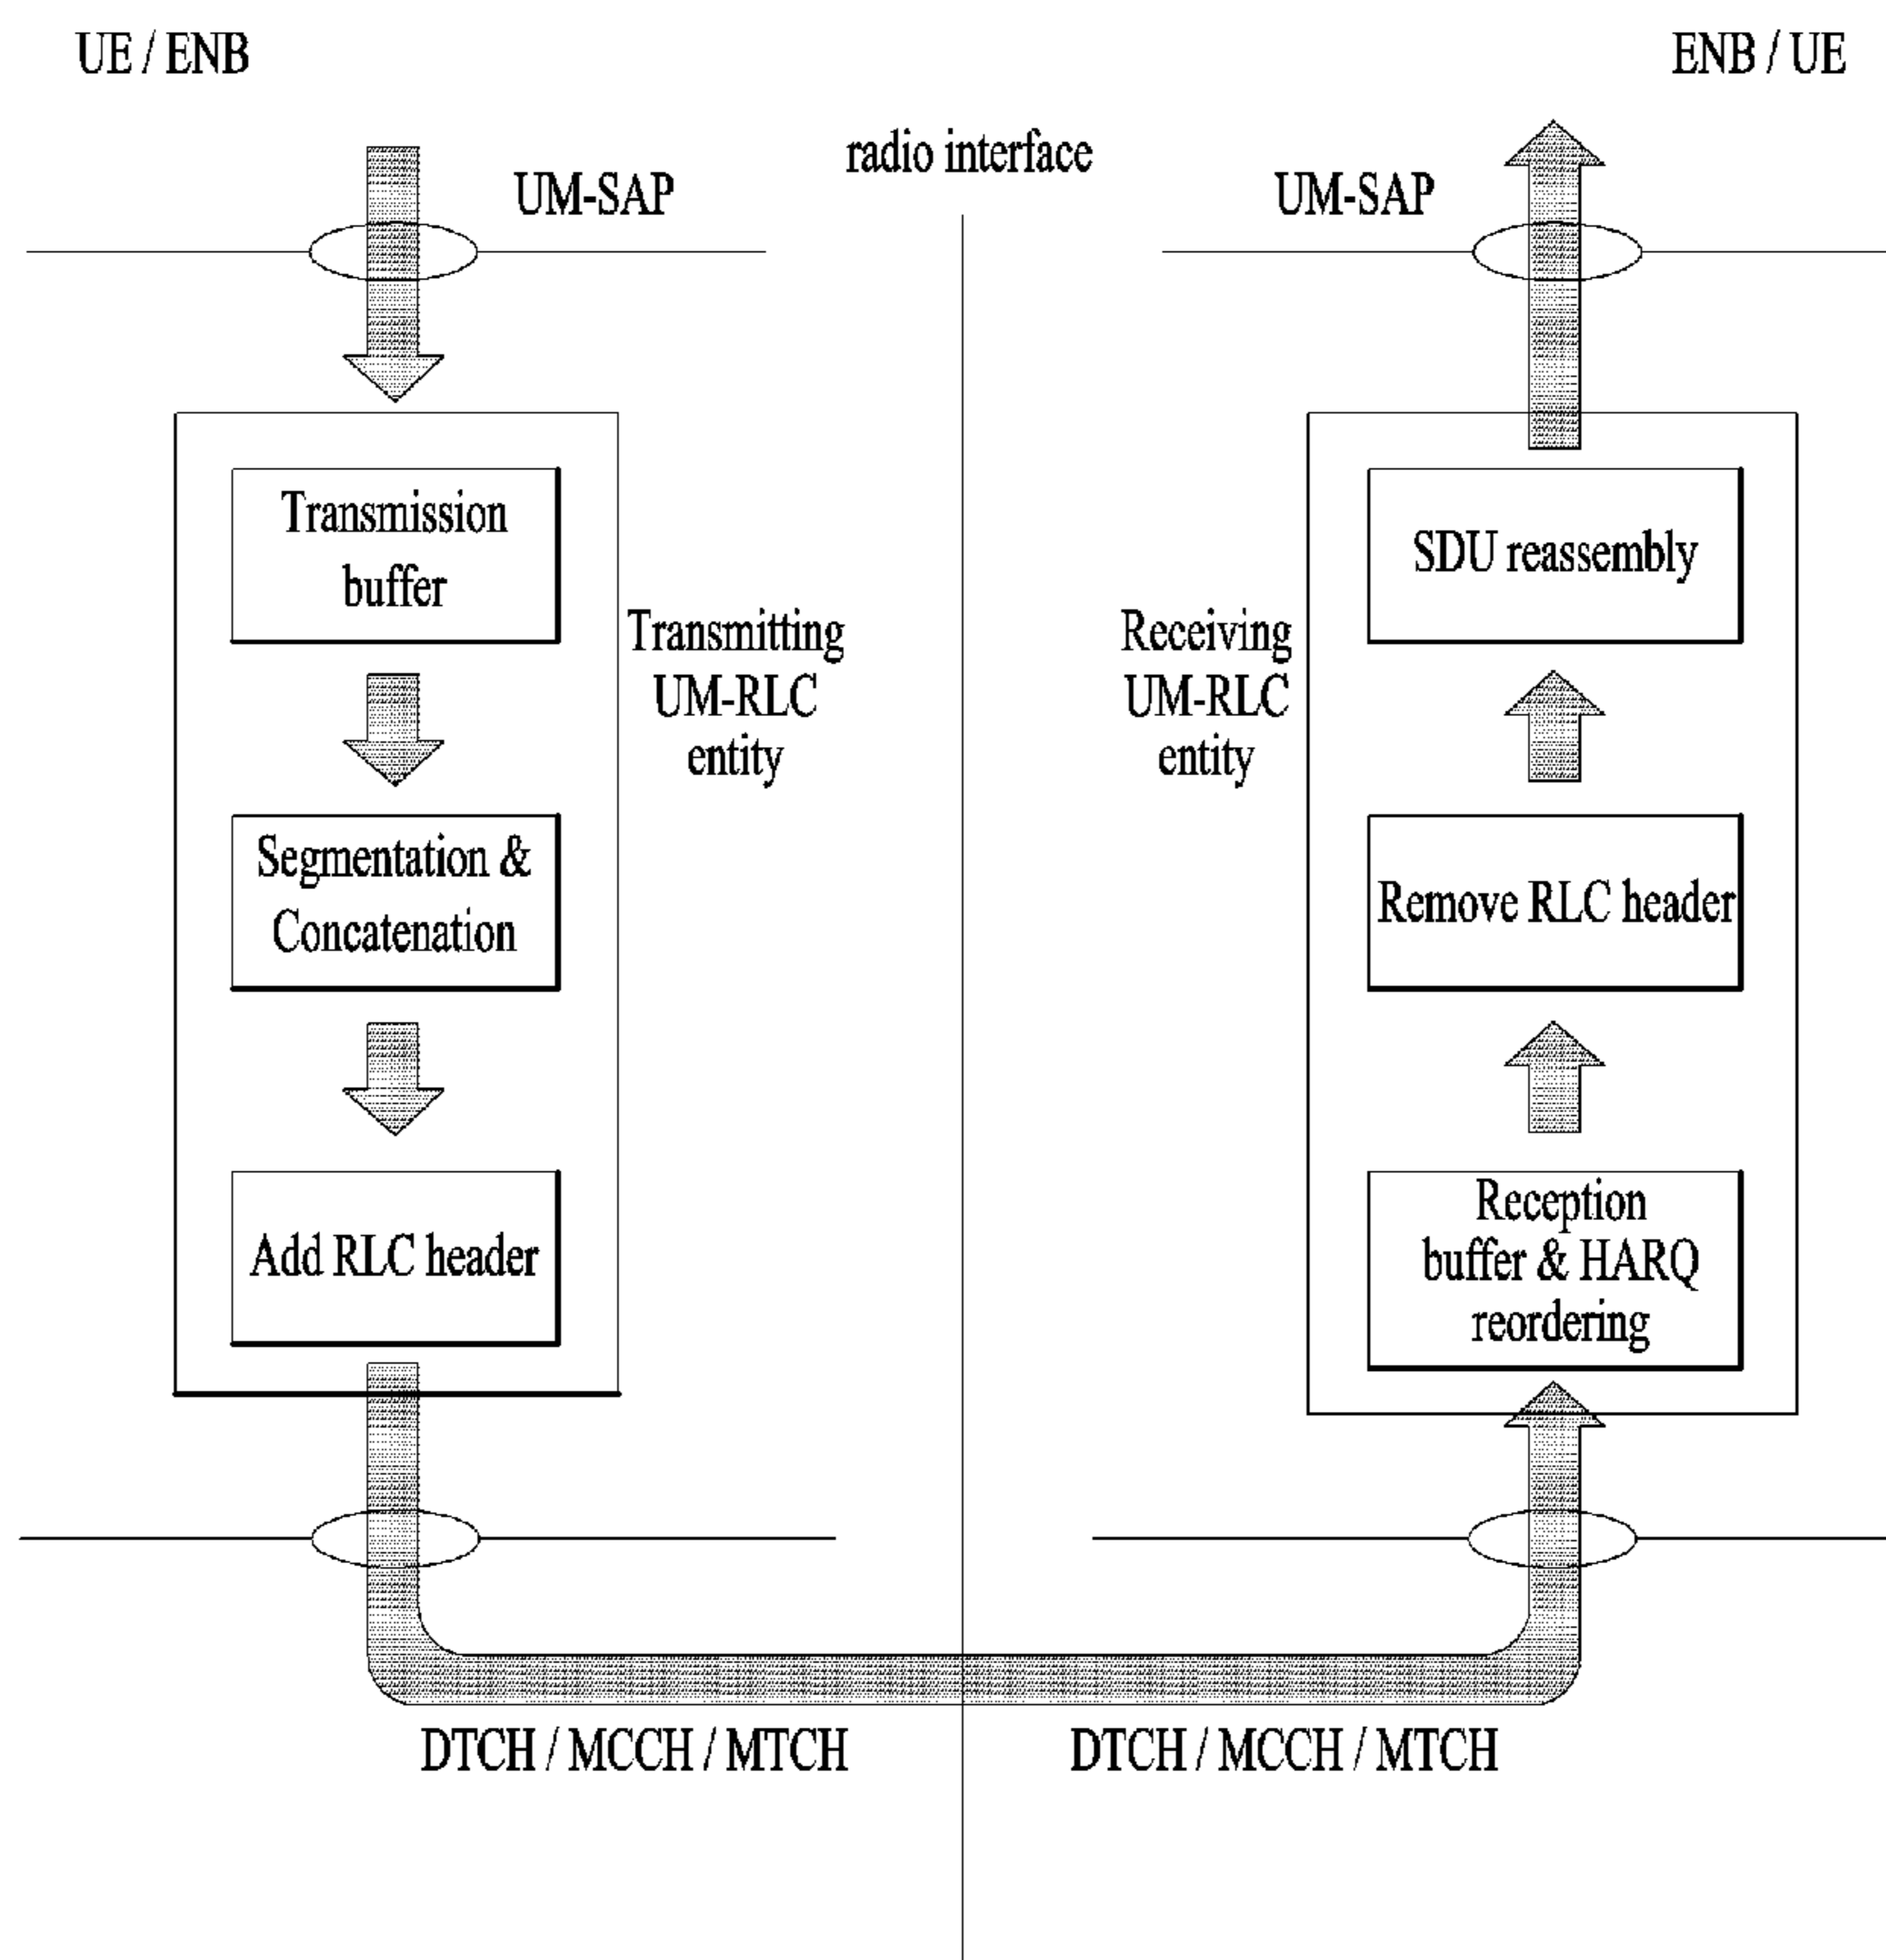 UE / ENB
ENB / UE
radio interface
UM-SAP
UM-SAP
Transmission
buffer
Segmentation &
Concatenation
Add RLC header
Transmitting
UM-RLC
entity
Receiving
UM-RLC
entity
SDU reassembly
Remove RLC header
Reception
buffer & HARQ
reordering
DTCH / MCCH / MTCH
DTCH / MCCH / MTCH